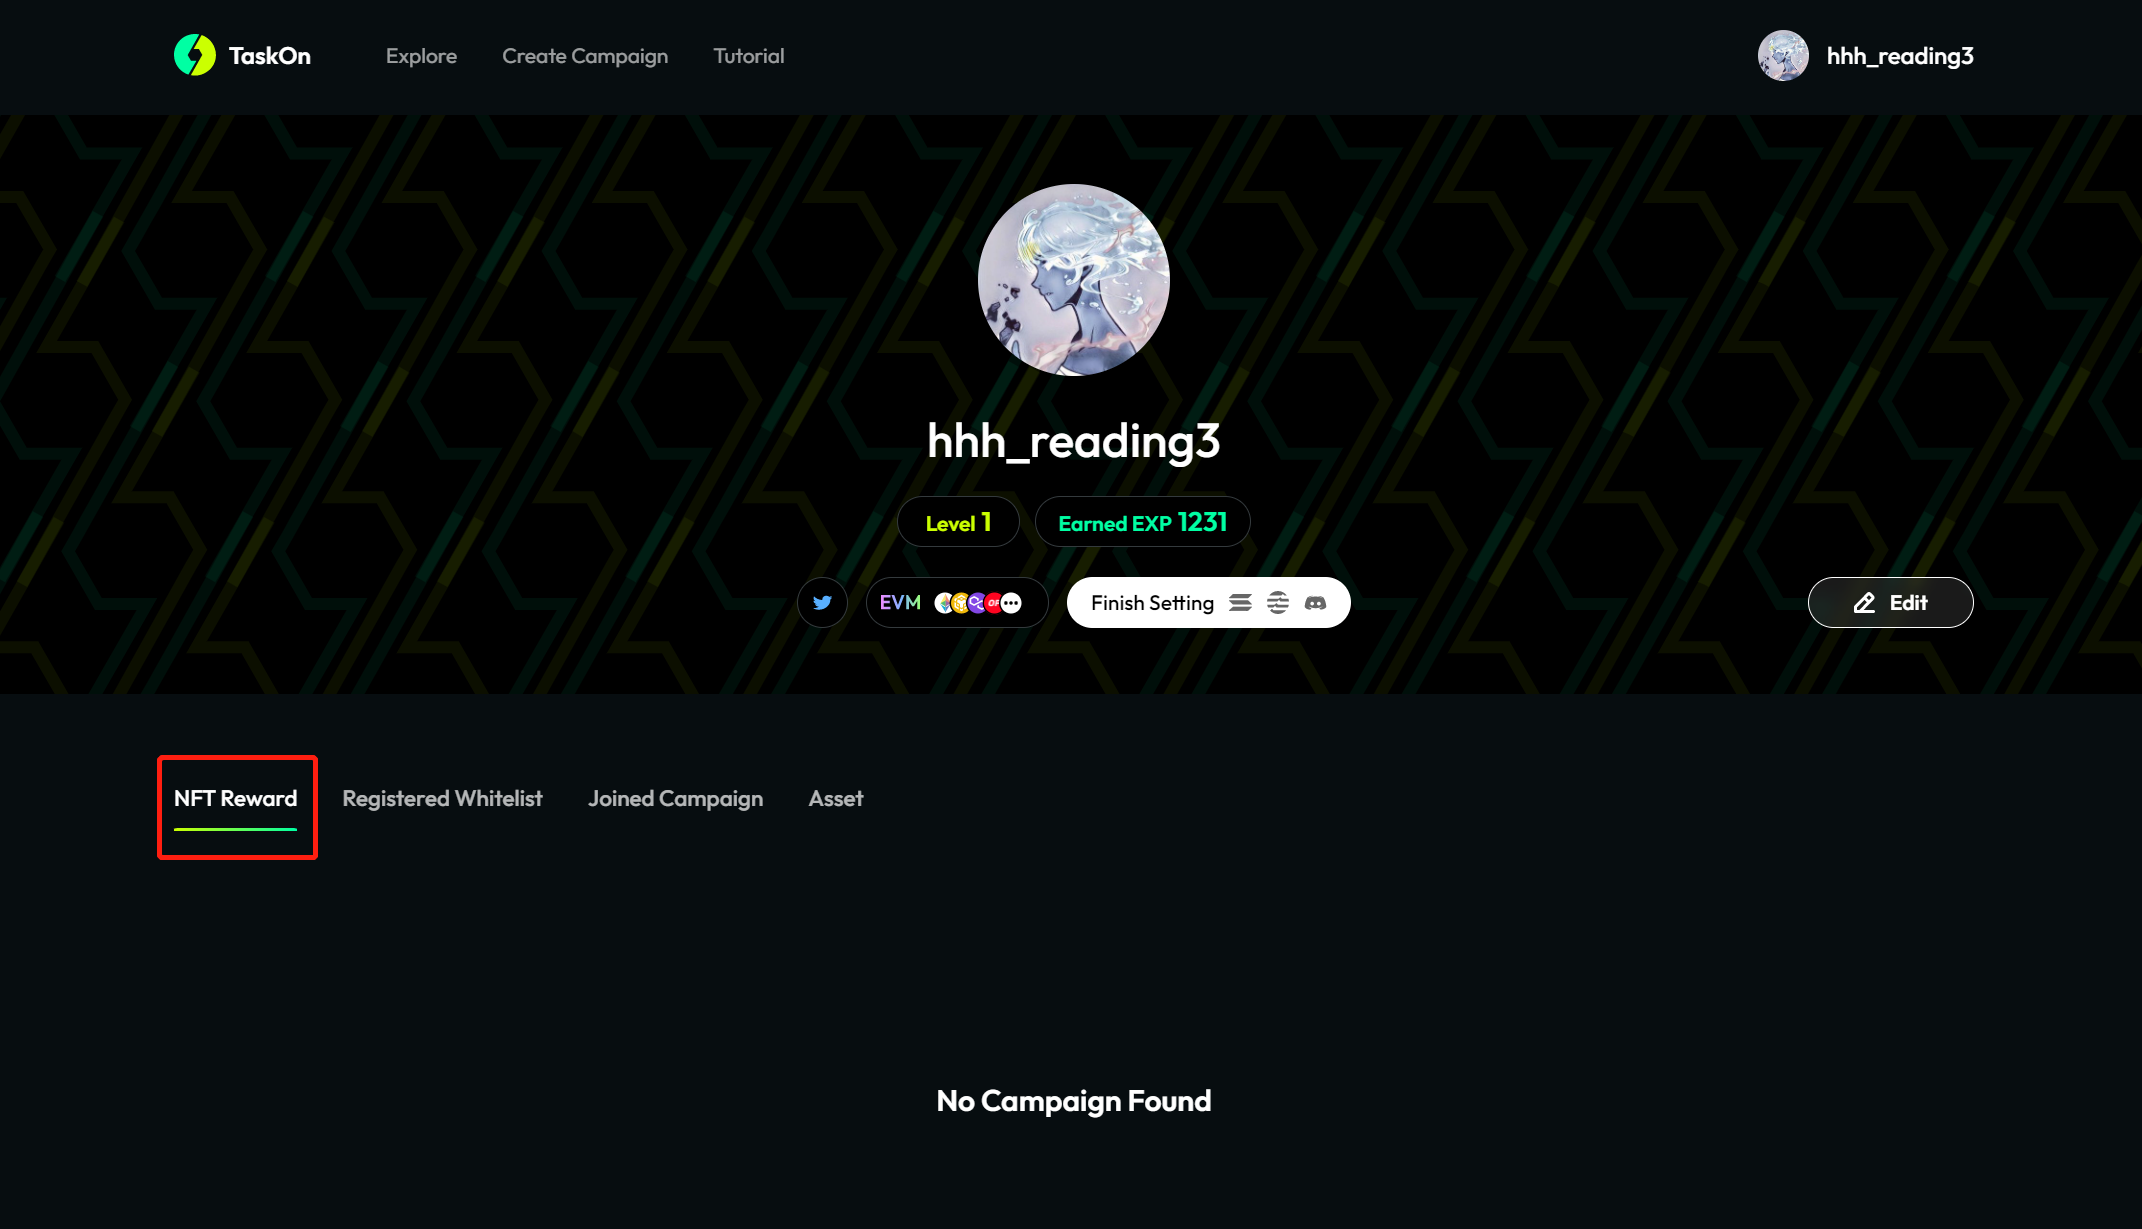 TaskOn
Explore
Create Campaign
Tutorial
hhh_reading3
hhh_reading3
Level 1
Earned EXP 1231
EVM
Finish Setting
Edit
NFT Reward
Registered Whitelist
Joined Campaign
Asset
No Campaign Found